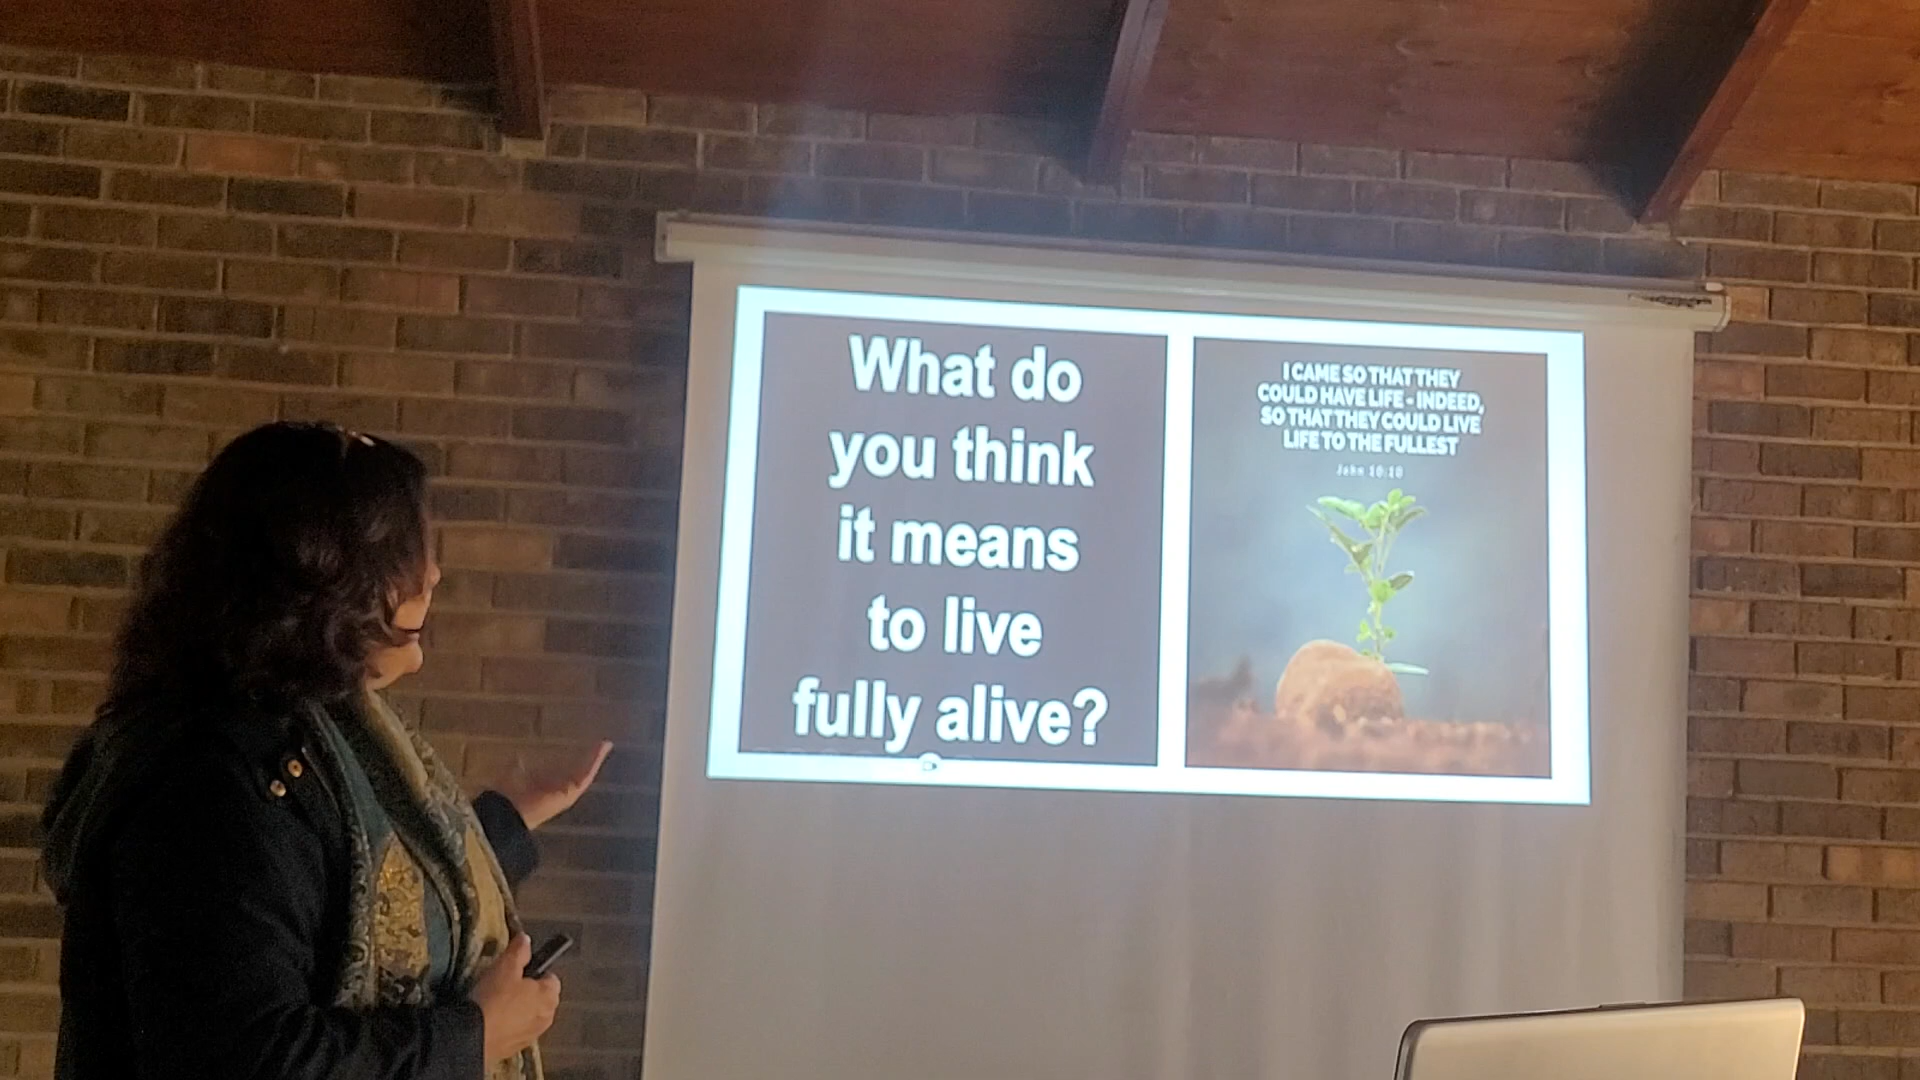 What do
you think
it means
to live
fully alive?
I CAME SO THAT THEY
COULD HAVE LIFE - INDEED,
SO THAT THEY COULD LIVE
LIFE TO THE FULLEST
John 10:10